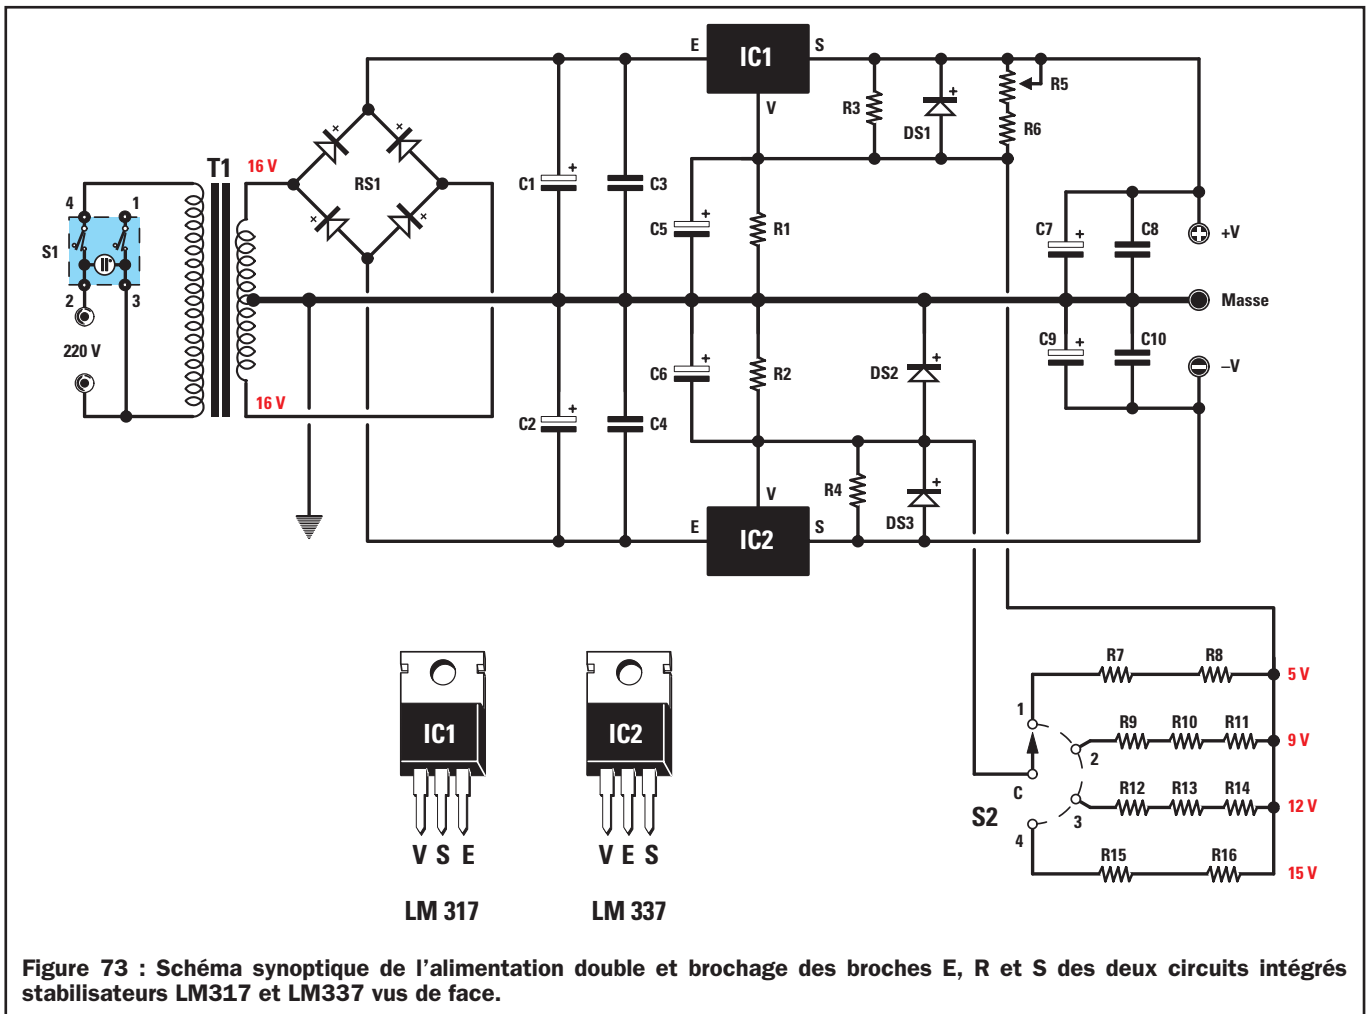 E IC1 S
V
R3
DS1
+
R5
R6
T1
16 V
RS1
C1
+
C3
C5
+
R1
C7
+
C8
+V
4 1
S1
2 3
220 V
Masse
C6
+
R2
DS2
+
C9
+
C10
–V
16 V
C2
+
C4
V
R4
DS3
+
E IC2 S
R7 R8 5 V
1
R9 R10 R11 9 V
2
C
R12 R13 R14 12 V
S2
3
4
R15 R16 15 V
IC1 IC2
V S E V E S
LM 317 LM 337
Figure 73 : Schéma synoptique de l'alimentation double et brochage des broches E, R et S des deux circuits intégrés
stabilisateurs LM317 et LM337 vus de face.